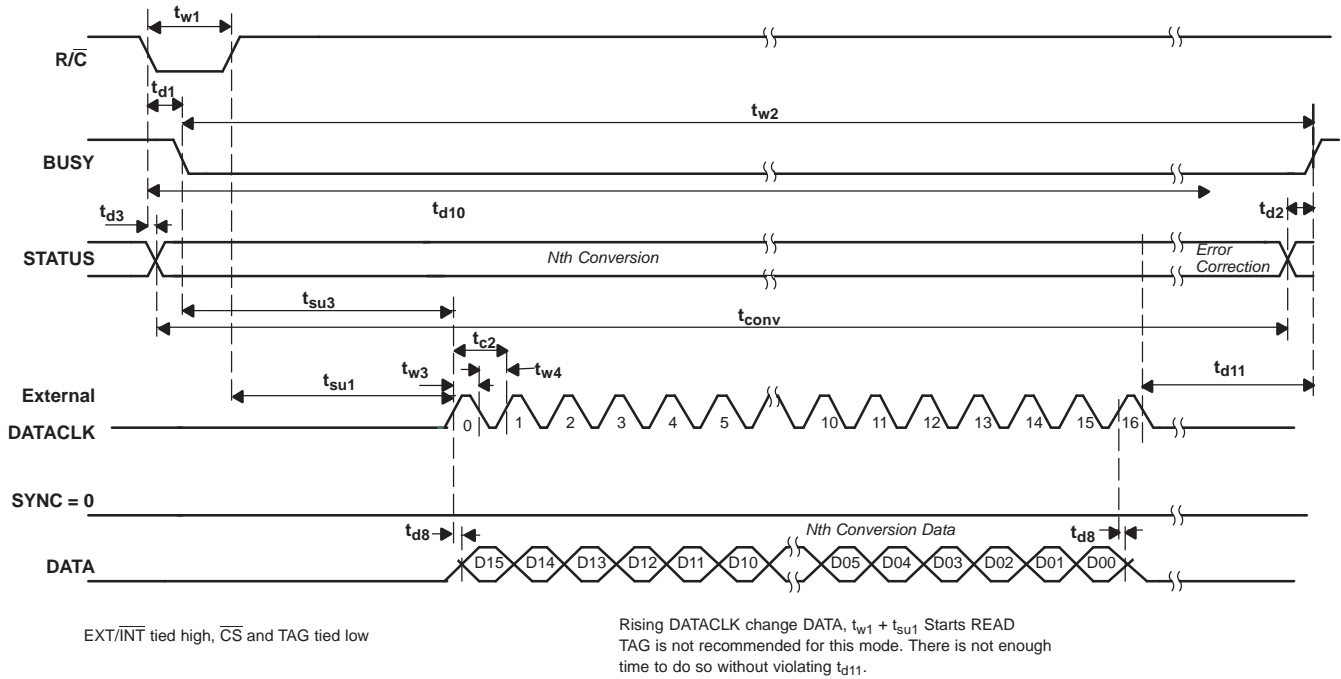 tw1
R/C̅
td1
tw2
BUSY
td3
td10
td2
STATUS
Nth Conversion
Error
Correction
tsu3
tconv
tc2
tw3
tw4
tsu1
td11
External
DATACLK
0 1 2 3 4 5 10 11 12 13 14 15 16
SYNC = 0
td8
Nth Conversion Data
td8
DATA
D15 D14 D13 D12 D11 D10 D05 D04 D03 D02 D01 D00
EXT/I̅N̅T̅ tied high, C̅S̅ and TAG tied low
Rising DATACLK change DATA, tw1 + tsu1 Starts READ
TAG is not recommended for this mode. There is not enough
time to do so without violating td11.